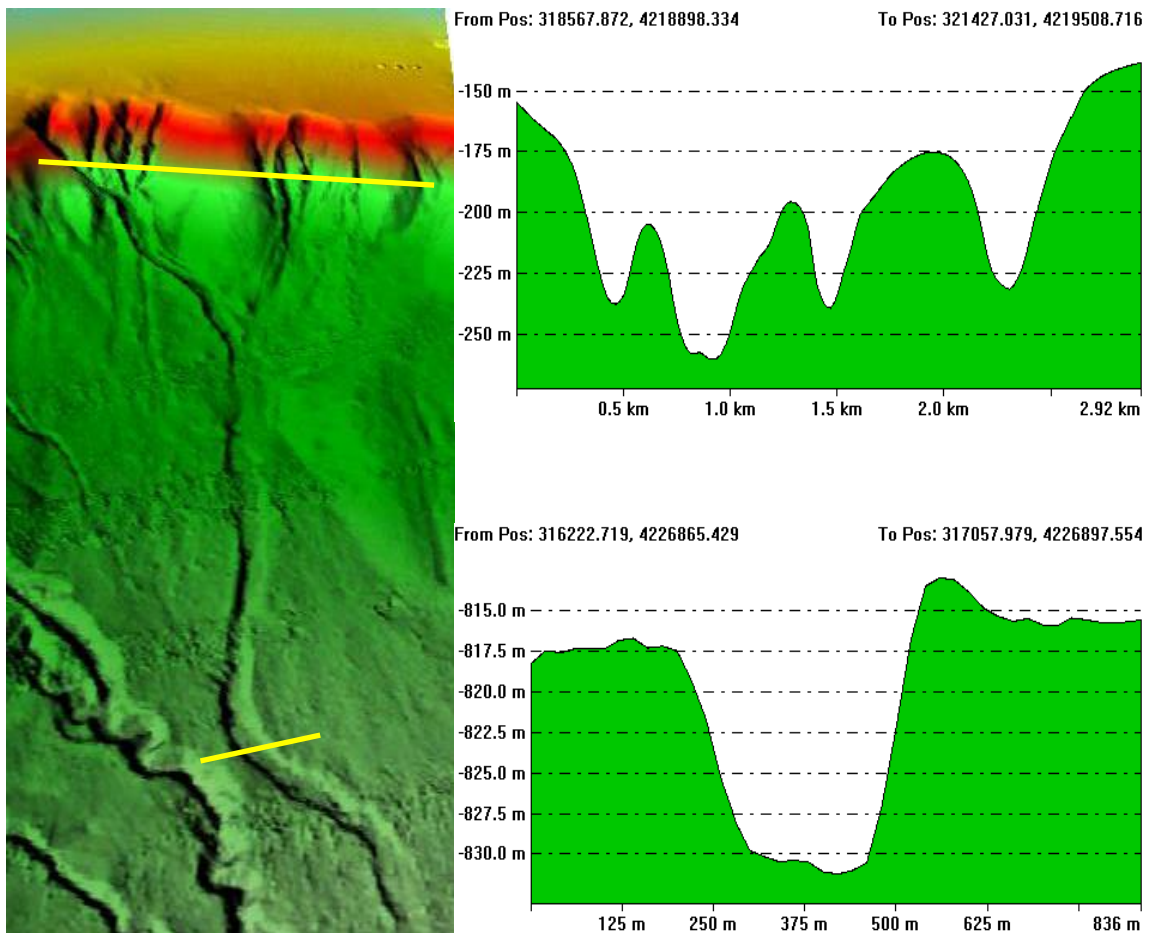 From Pos: 318567.872, 4218898.334 To Pos: 321427.031, 4219508.716
-150 m
-175 m
-200 m
-225 m
-250 m
0.5 km 1.0 km 1.5 km 2.0 km 2.92 km
From Pos: 316222.719, 4226865.429 To Pos: 317057.979, 4226897.554
-815.0 m
-817.5 m
-820.0 m
-822.5 m
-825.0 m
-827.5 m
-830.0 m
125 m 250 m 375 m 500 m 625 m 836 m